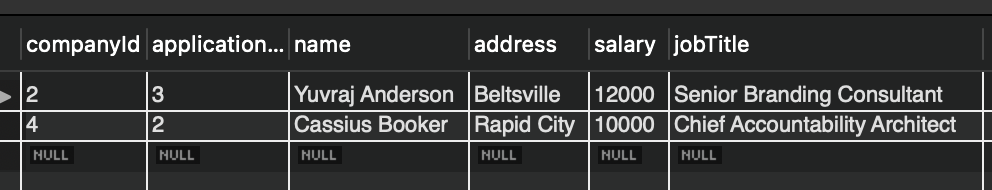 companyId application... name address salary jobTitle
2 3 Yuvraj Anderson Beltsville 12000 Senior Branding Consultant
4 2 Cassius Booker Rapid City 10000 Chief Accountability Architect
NULL NULL NULL NULL NULL NULL